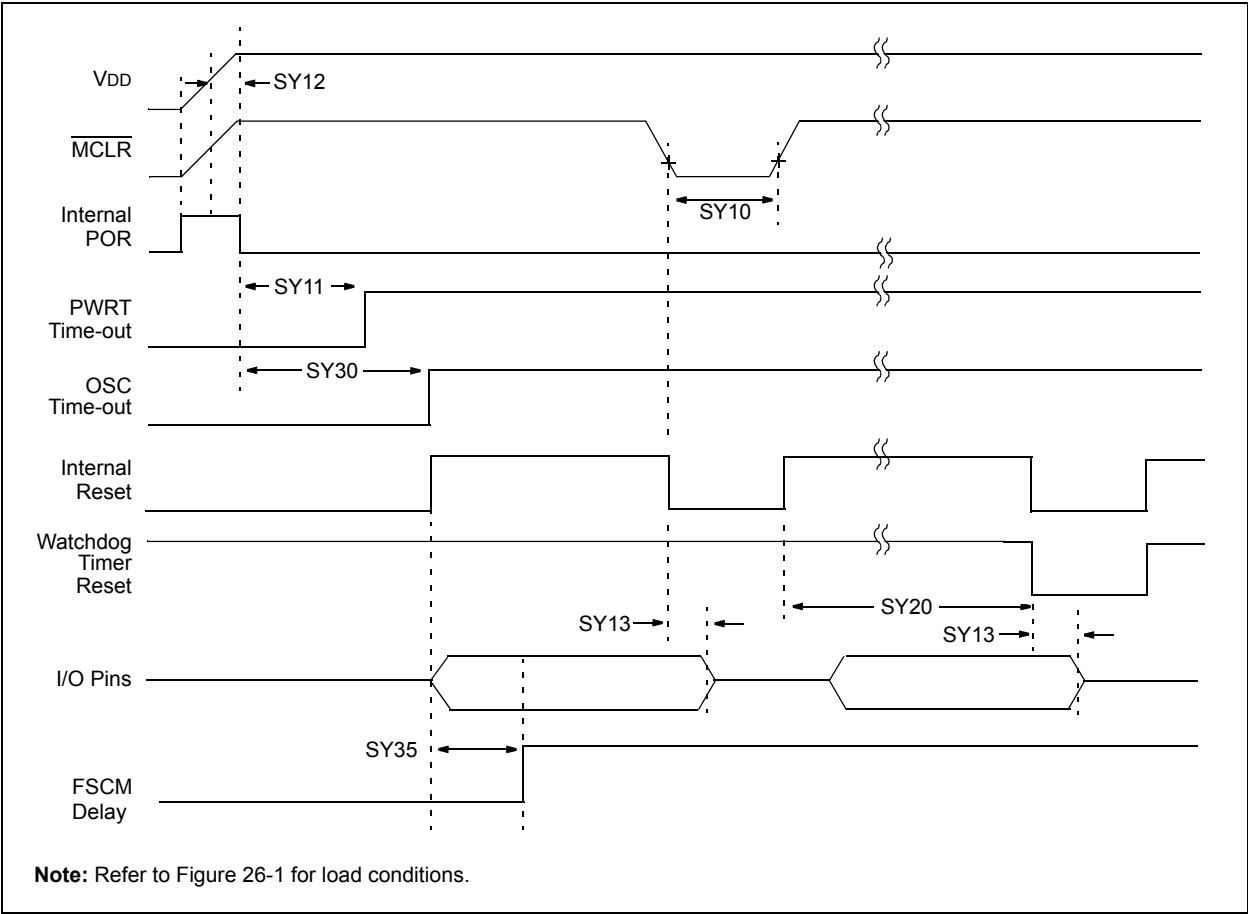 VDD
SY12
MCLR
SY10
Internal
POR
SY11
PWRT
Time-out
SY30
OSC
Time-out
Internal
Reset
Watchdog
Timer
Reset
SY20
SY13
SY13
I/O Pins
SY35
FSCM
Delay
Note: Refer to Figure 26-1 for load conditions.